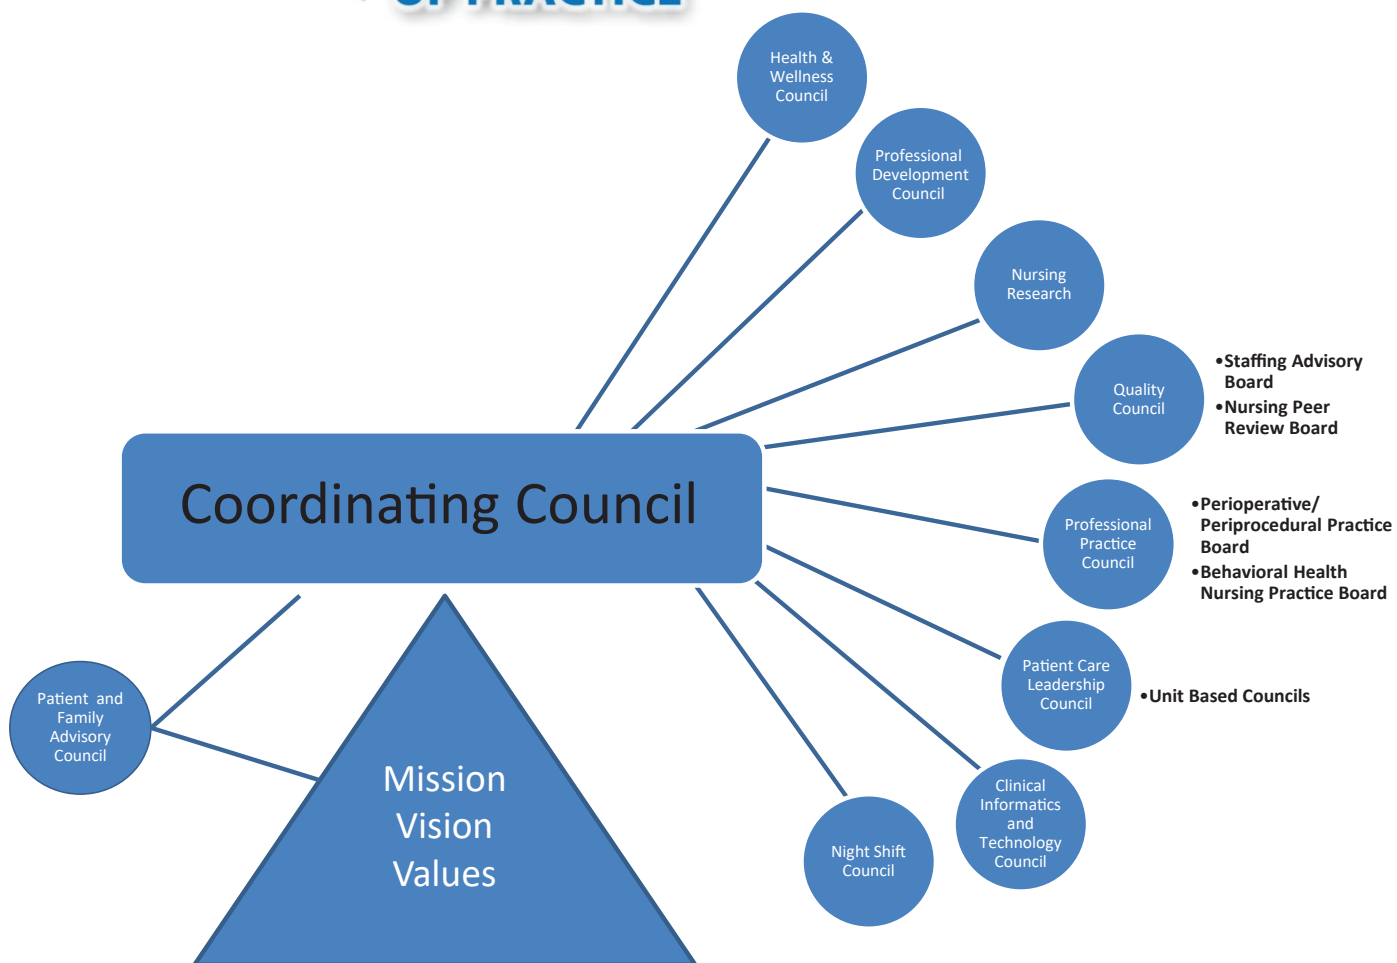 OF PRACTICE
Health &
Wellness
Council
Professional
Development
Council
Nursing
Research
Quality
Council
•Staffing Advisory
Board
•Nursing Peer
Review Board
Coordinating Council
Professional
Practice
Council
•Perioperative/
Periprocedural Practice
Board
•Behavioral Health
Nursing Practice Board
Patient Care
Leadership
Council
•Unit Based Councils
Patient and
Family
Advisory
Council
Mission
Vision
Values
Clinical
Informatics
and
Technology
Council
Night Shift
Council